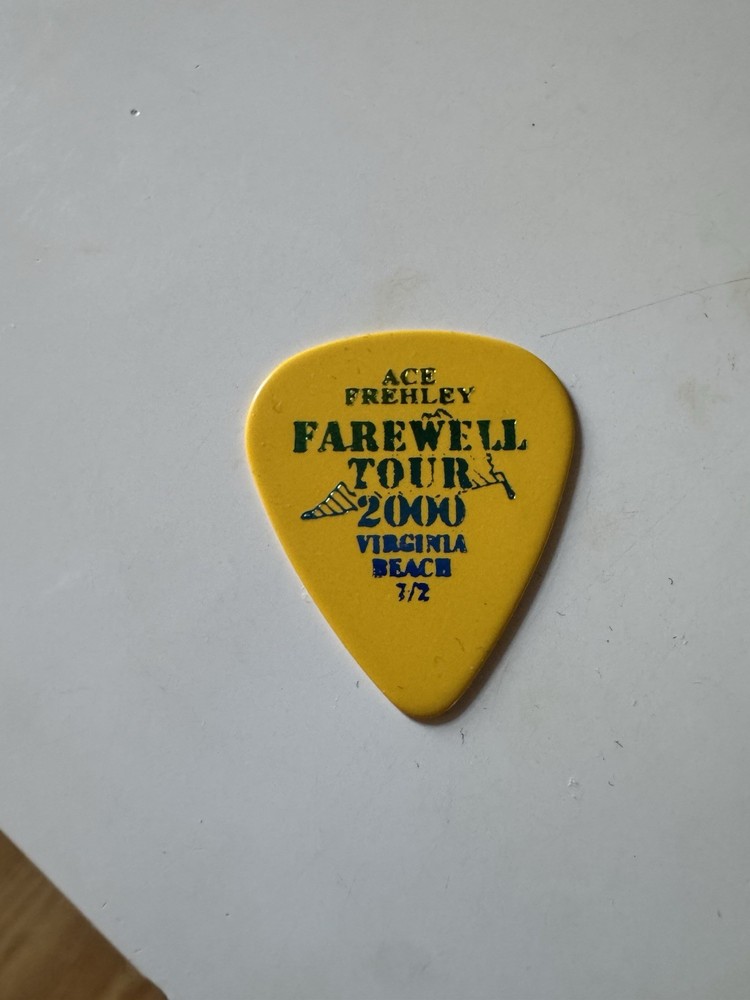 ACE
FREHLEY
FAREWELL
TOUR
2000
VIRGINIA
BEACH
7/2